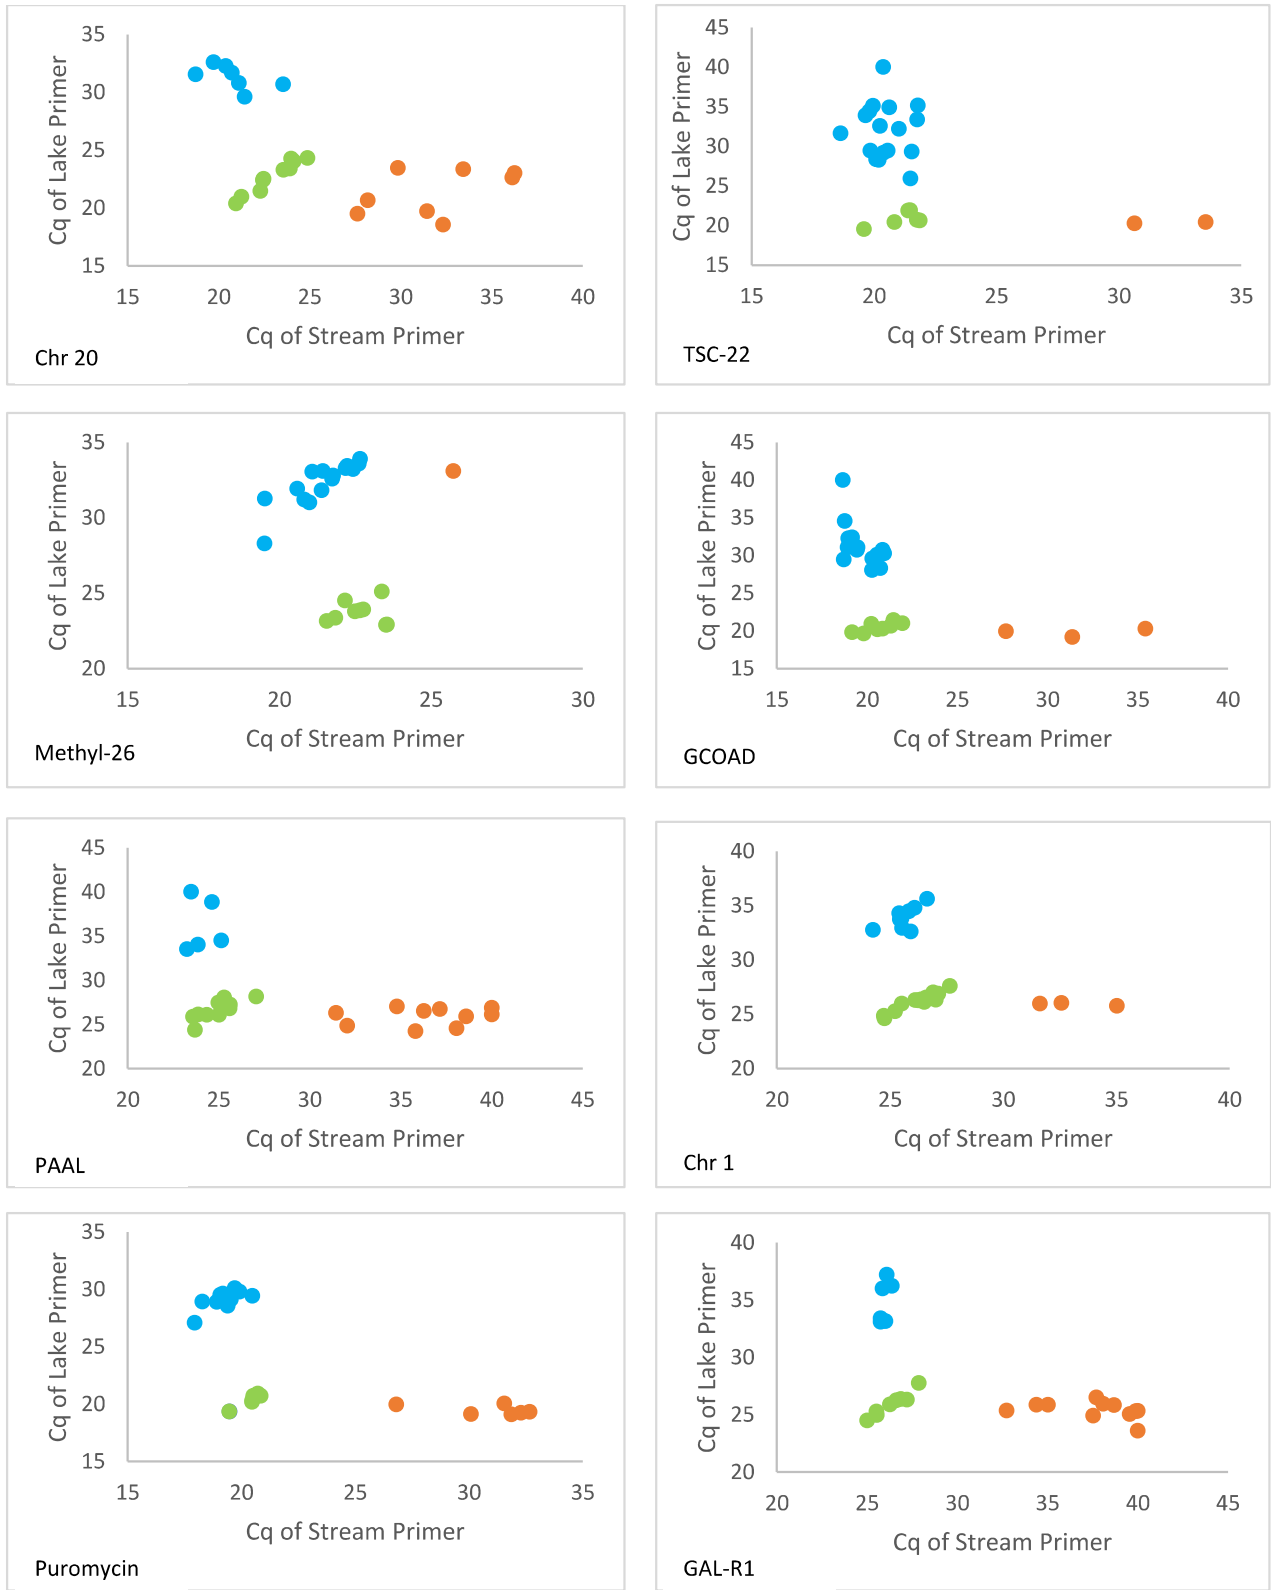 35
30
25
20
15
15 20 25 30 35 40
Cq of Lake Primer
Cq of Stream Primer
Chr 20
45
40
35
30
25
20
15
15 20 25 30 35
Cq of Lake Primer
Cq of Stream Primer
TSC-22
35
30
25
20
15 20 25 30
Cq of Lake Primer
Cq of Stream Primer
Methyl-26
45
40
35
30
25
20
15
15 20 25 30 35 40
Cq of Lake Primer
Cq of Stream Primer
GCOAD
45
40
35
30
25
20
20 25 30 35 40 45
Cq of Lake Primer
Cq of Stream Primer
PAAL
40
35
30
25
20
20 25 30 35 40
Cq of Lake Primer
Cq of Stream Primer
Chr 1
35
30
25
20
15
15 20 25 30 35
Cq of Lake Primer
Cq of Stream Primer
Puromycin
40
35
30
25
20
20 25 30 35 40 45
Cq of Lake Primer
Cq of Stream Primer
GAL-R1